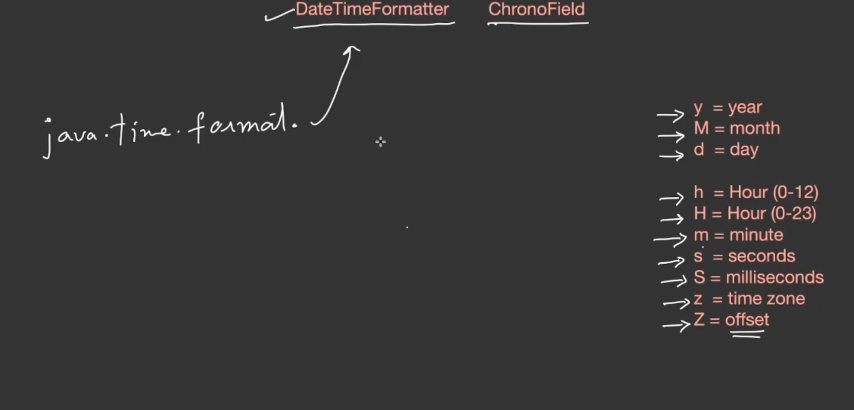 DateTimeFormatter ChronoField
java.time.format.
y = year
M = month
d = day
h = Hour (0-12)
H = Hour (0-23)
m = minute
s = seconds
S = milliseconds
z = time zone
Z = offset